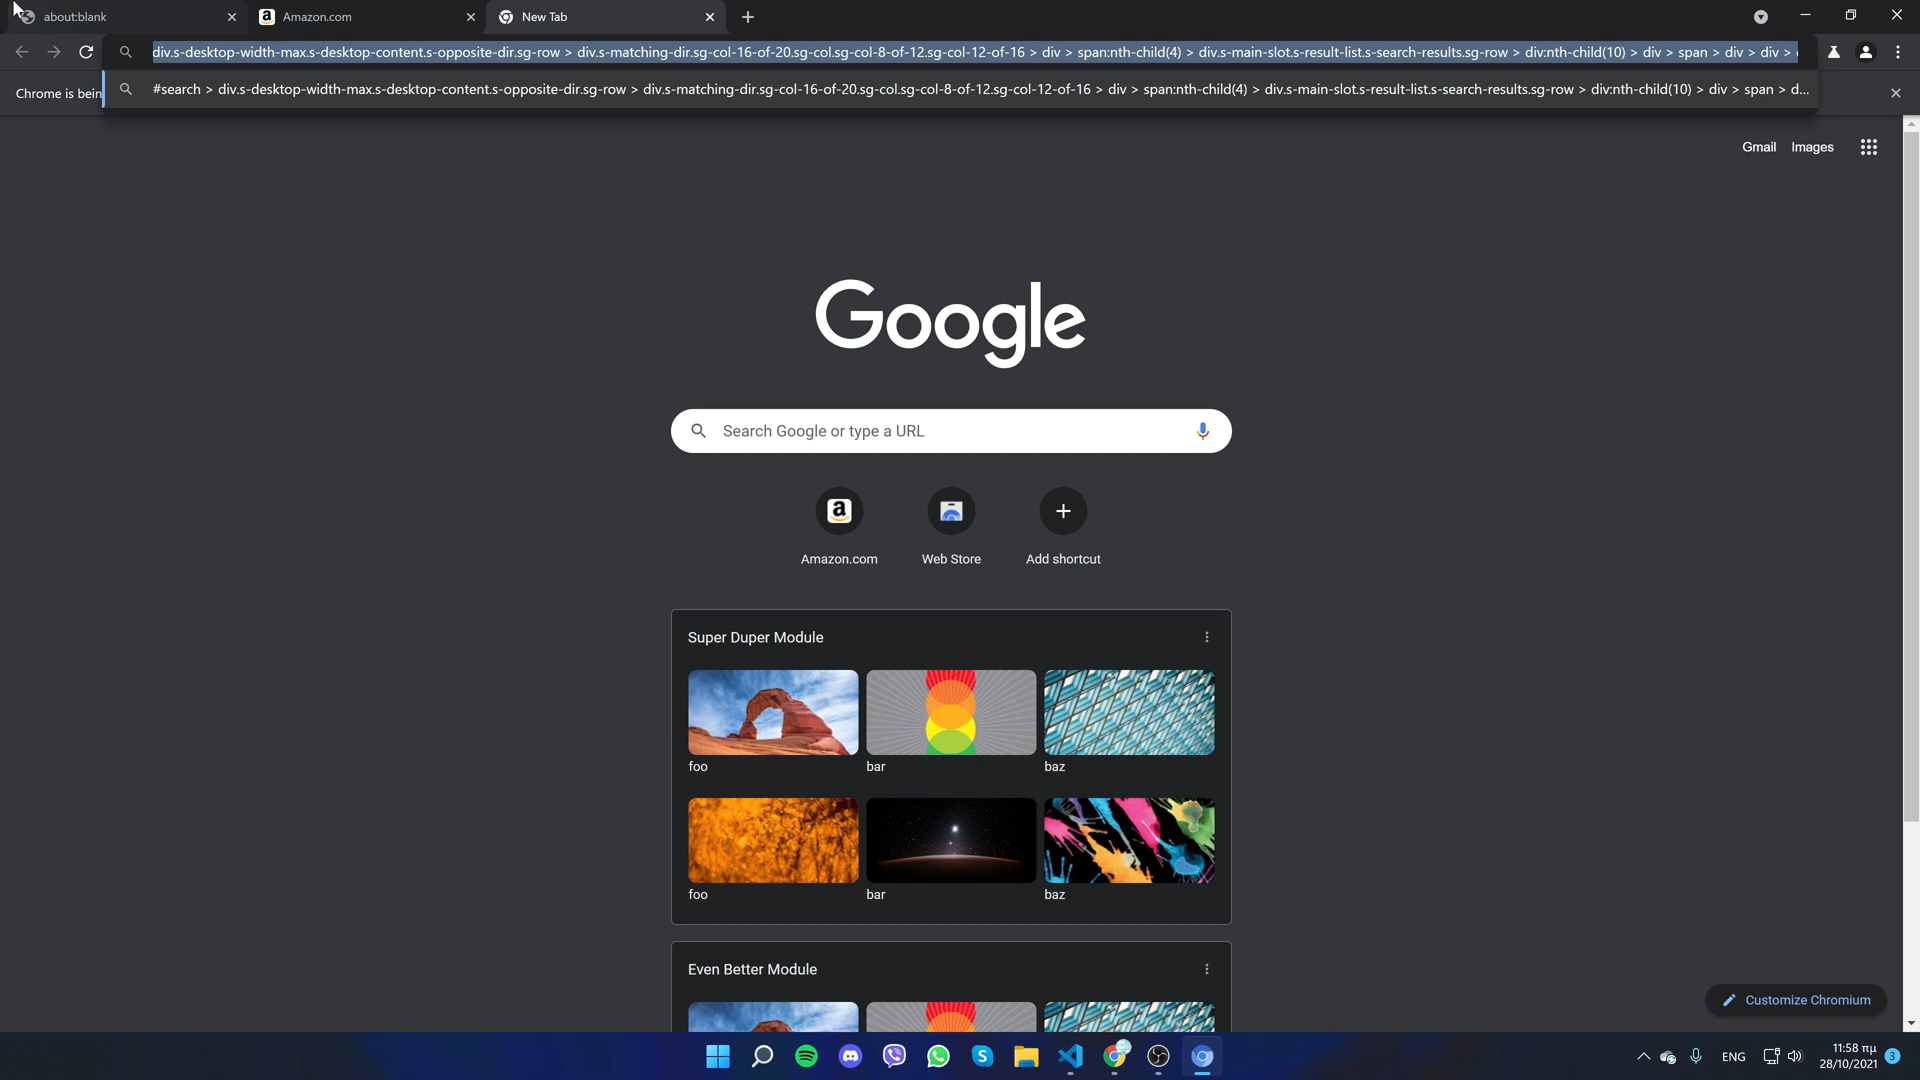 about:blank
Amazon.com
New Tab
div.s-desktop-width-max.s-desktop-content.s-opposite-dir.sg-row > div.s-matching-dir.sg-col-16-of-20.sg-col.sg-col-8-of-12.sg-col-12-of-16 > div > span:nth-child(4) > div.s-main-slot.s-result-list.s-search-results.sg-row > div:nth-child(10) > div > span > div > div >
#search > div.s-desktop-width-max.s-desktop-content.s-opposite-dir.sg-row > div.s-matching-dir.sg-col-16-of-20.sg-col.sg-col-8-of-12.sg-col-12-of-16 > div > span:nth-child(4) > div.s-main-slot.s-result-list.s-search-results.sg-row > div:nth-child(10) > div > span > d...
Chrome is bein
Gmail Images
Google
Search Google or type a URL
Amazon.com
Web Store
Add shortcut
Super Duper Module
foo
bar
baz
foo
bar
baz
Even Better Module
Customize Chromium
ENG
11:58 πμ
28/10/2021
3